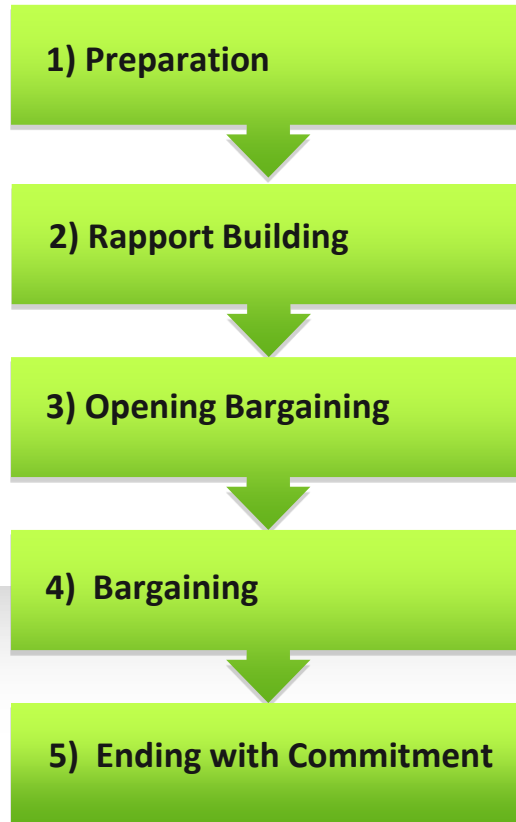 1) Preparation
2) Rapport Building
3) Opening Bargaining
4) Bargaining
5) Ending with Commitment